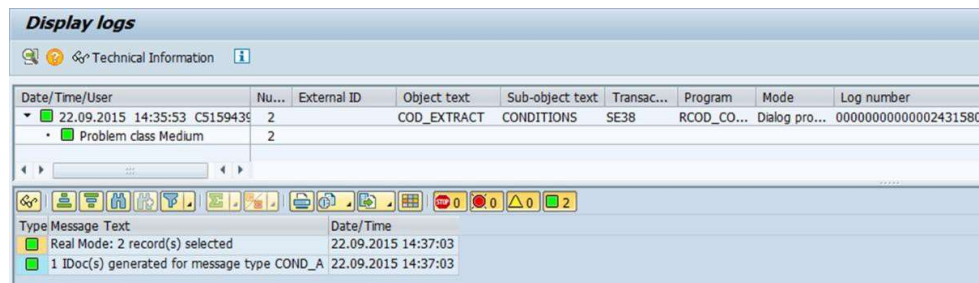 Display logs
Technical Information
Date/Time/User Nu... External ID Object text Sub-object text Transac... Program Mode Log number
22.09.2015 14:35:53 C5159439 2 COD_EXTRACT CONDITIONS SE38 RCOD_CO... Dialog pro... 00000000000002431580
Problem class Medium 2
STOP 0 0 0 2
Type Message Text Date/Time
Real Mode: 2 record(s) selected 22.09.2015 14:37:03
1 IDoc(s) generated for message type COND_A 22.09.2015 14:37:03